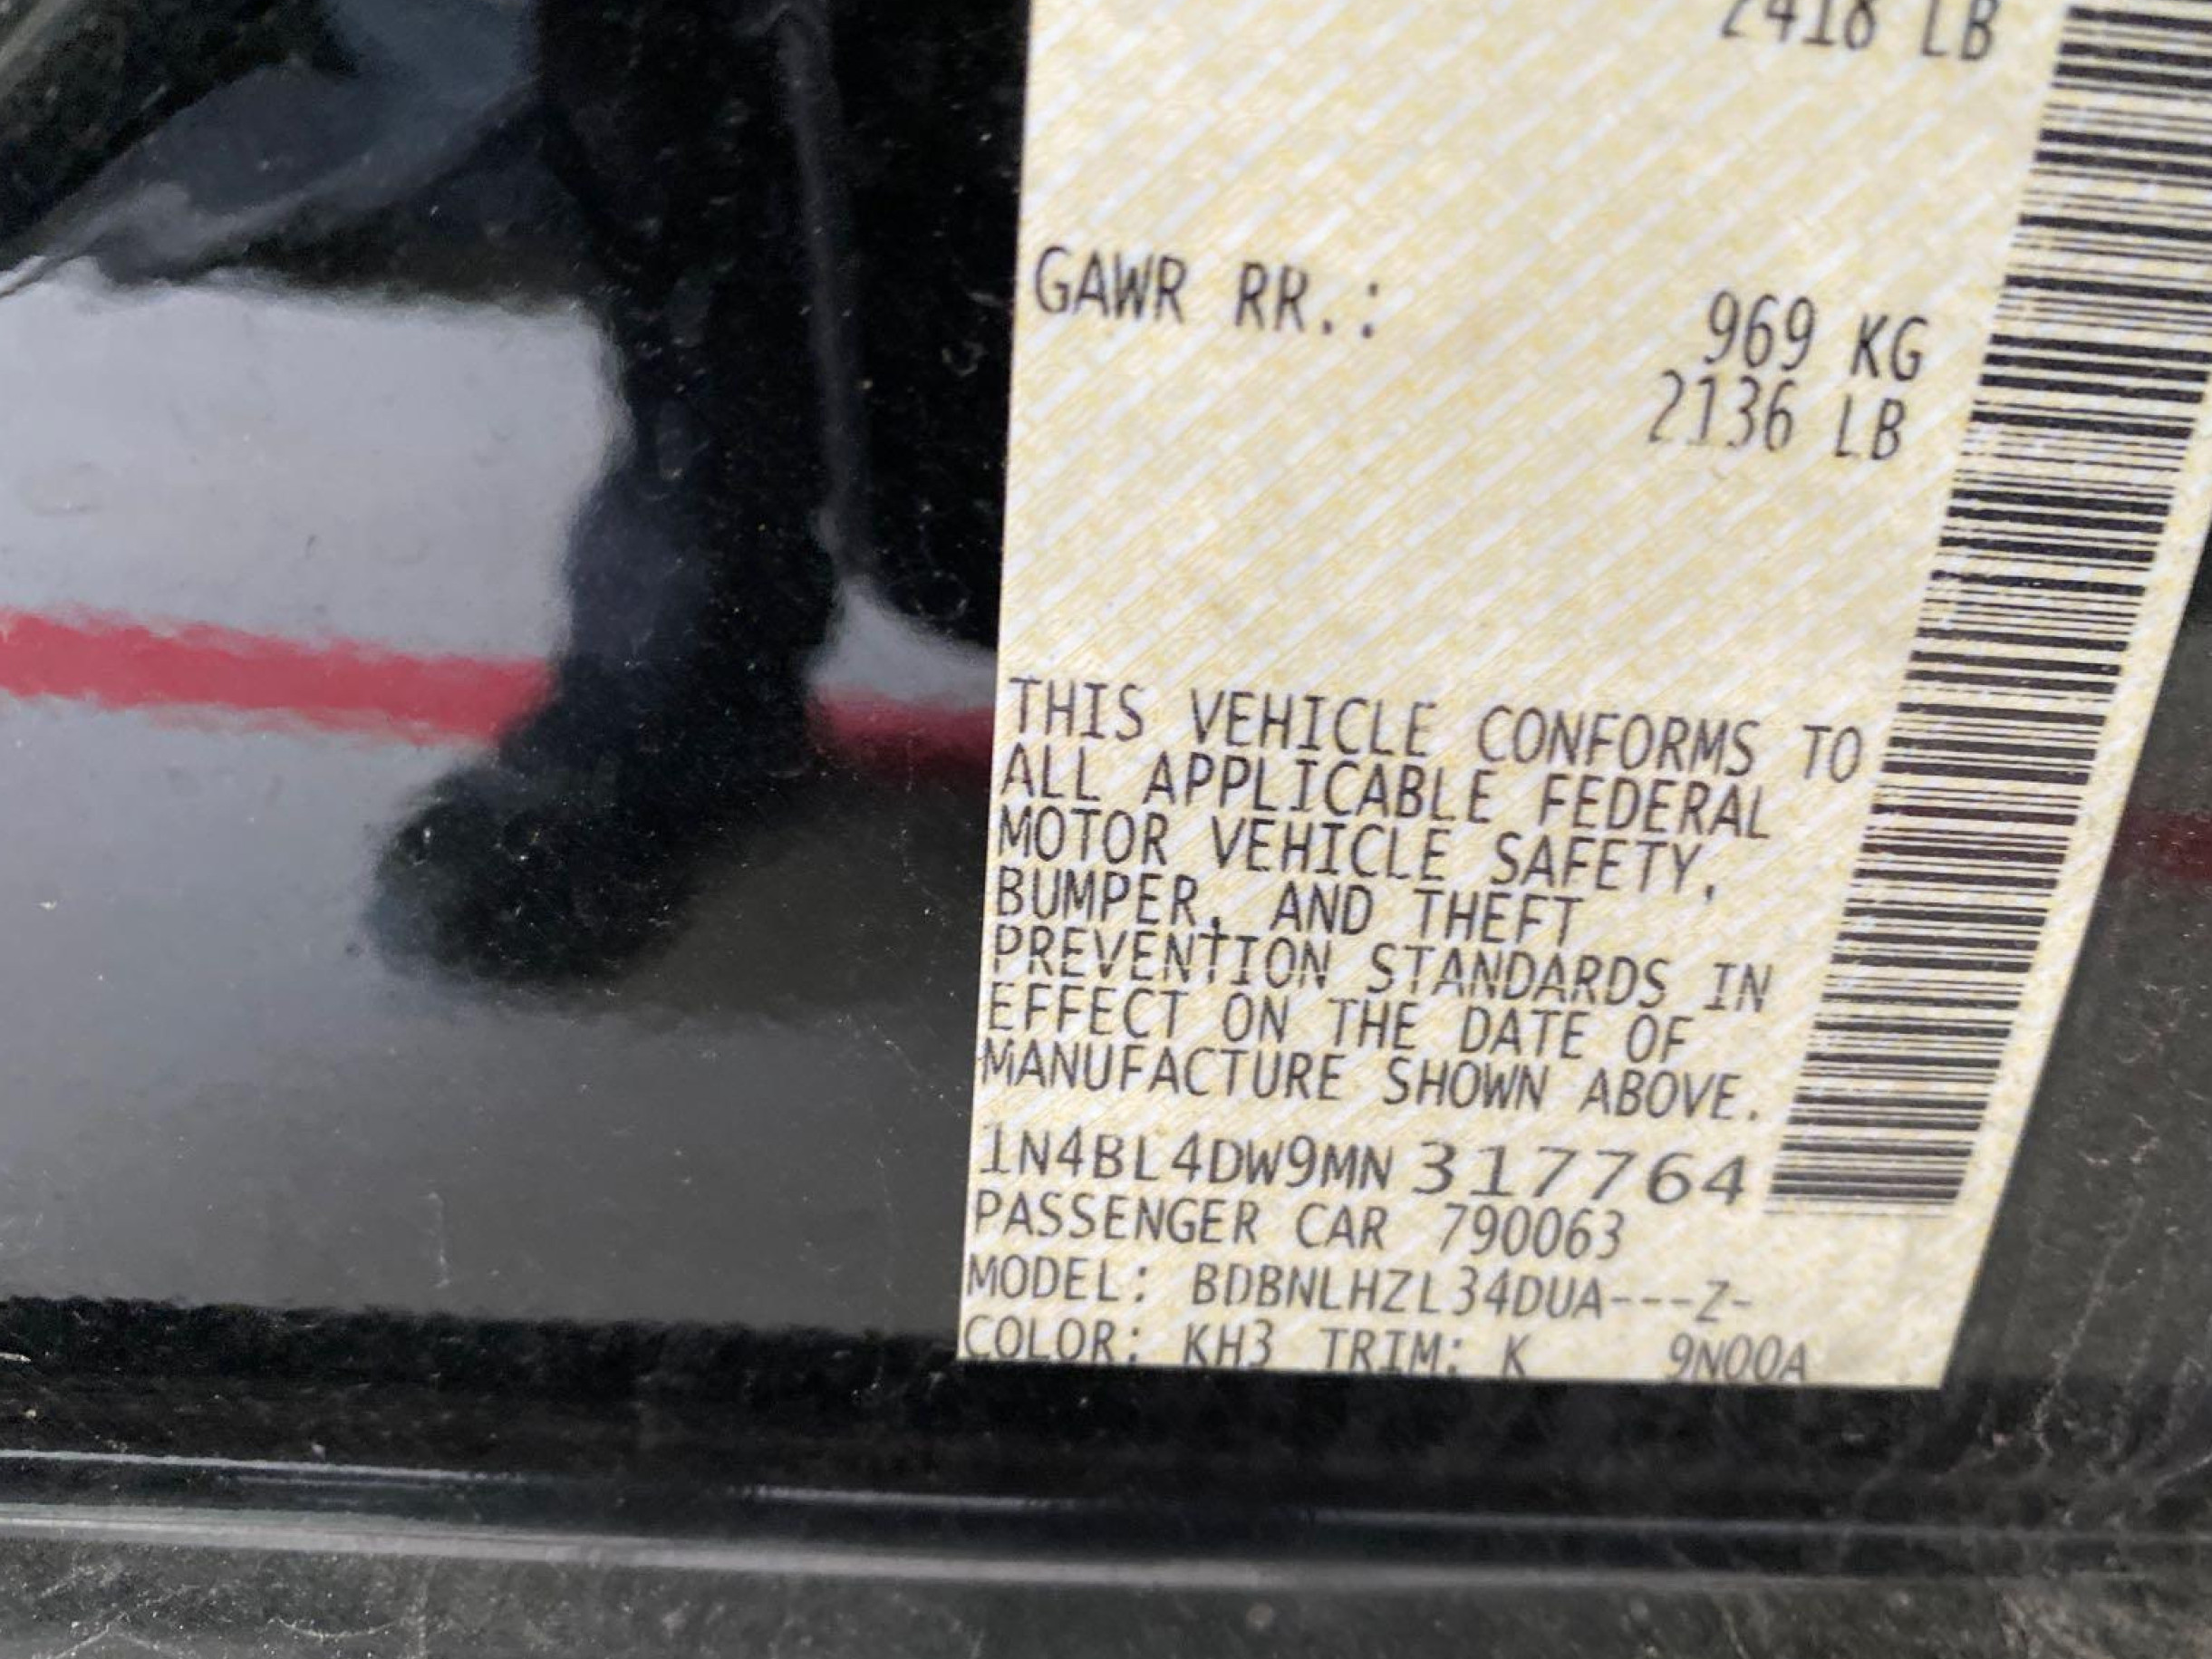 2418 LB
GAWR RR.:
969 KG
2136 LB
THIS VEHICLE CONFORMS TO
ALL APPLICABLE FEDERAL
MOTOR VEHICLE SAFETY,
BUMPER, AND THEFT
PREVENTION STANDARDS IN
EFFECT ON THE DATE OF
MANUFACTURE SHOWN ABOVE.
1N4BL4DW9MN317764
PASSENGER CAR 790063
MODEL: BDBNLHZL34DUA---Z-
COLOR: KH3 TRIM: K 9N00A